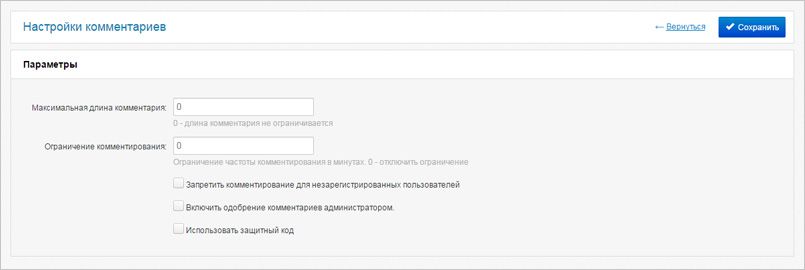 Настройки комментариев
← Вернуться
Сохранить
Параметры
Максимальная длина комментария: 0
0 - длина комментария не ограничивается
Ограничение комментирования: 0
Ограничение частоты комментирования в минутах. 0 - отключить ограничение
Запретить комментирование для незарегистрированных пользователей
Включить одобрение комментариев администратором.
Использовать защитный код